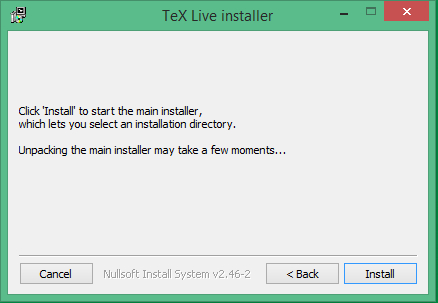 TeX Live installer
Click 'Install' to start the main installer,
which lets you select an installation directory.
Unpacking the main installer may take a few moments...
Cancel
Nullsoft Install System v2.46-2
< Back
Install